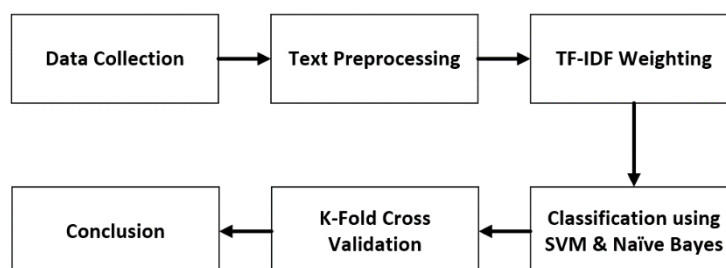 Data Collection
Text Preprocessing
TF-IDF Weighting
Classification using
SVM & Naïve Bayes
K-Fold Cross
Validation
Conclusion